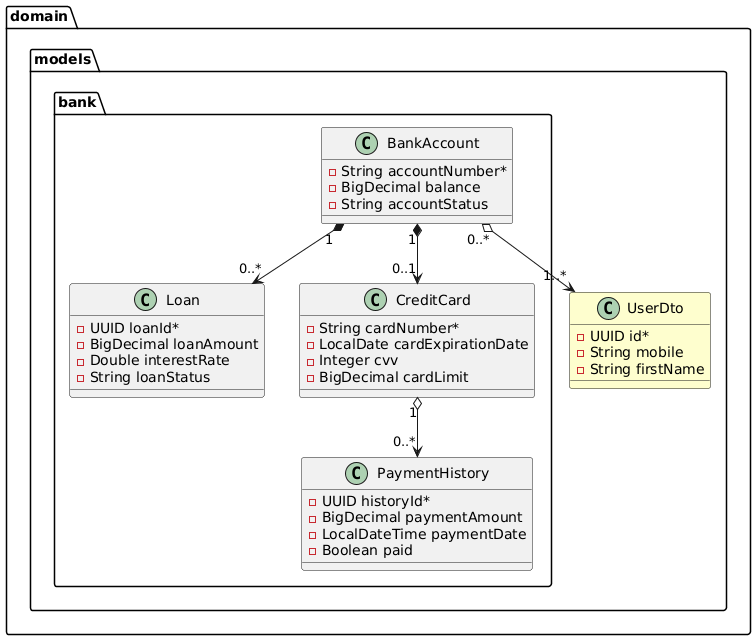 domain
models
bank
C BankAccount
String accountNumber*
BigDecimal balance
String accountStatus
1
1
0..*
0..*
0..1
1..*
C Loan
UUID loanId*
BigDecimal loanAmount
Double interestRate
String loanStatus
C CreditCard
String cardNumber*
LocalDate cardExpirationDate
Integer cvv
BigDecimal cardLimit
C UserDto
UUID id*
String mobile
String firstName
1
0..*
C PaymentHistory
UUID historyId*
BigDecimal paymentAmount
LocalDateTime paymentDate
Boolean paid